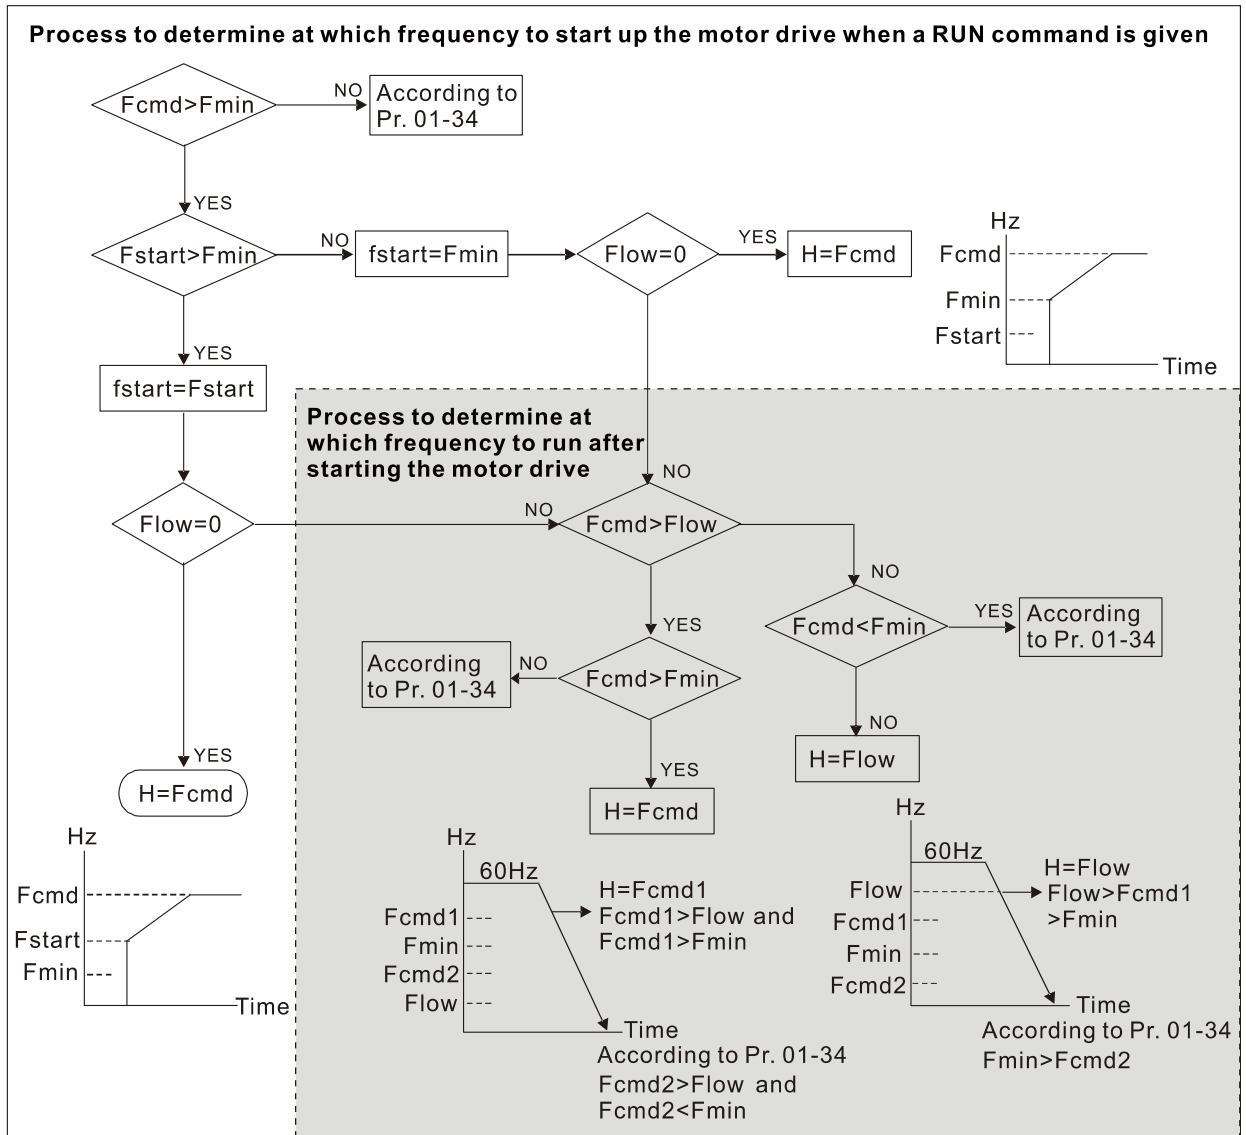 Process to determine at which frequency to start up the motor drive when a RUN command is given
Fcmd>Fmin
NO
According to
Pr. 01-34
YES
Fstart>Fmin
NO
fstart=Fmin
Flow=0
YES
H=Fcmd
Hz
Fcmd
Fmin
Fstart
Time
YES
fstart=Fstart
Process to determine at
which frequency to run after
starting the motor drive
NO
Flow=0
NO
Fcmd>Flow
NO
YES
Fcmd<Fmin
YES
According
to Pr. 01-34
According
to Pr. 01-34
NO
Fcmd>Fmin
NO
H=Flow
YES
H=Fcmd
YES
H=Fcmd
Hz
Fcmd
Fstart
Fmin
Time
Hz
60Hz
Fcmd1
Fmin
Fcmd2
Flow
H=Fcmd1
Fcmd1>Flow and
Fcmd1>Fmin
Time
According to Pr. 01-34
Fcmd2>Flow and
Fcmd2<Fmin
Hz
60Hz
Flow
Fcmd1
Fmin
Fcmd2
H=Flow
Flow>Fcmd1
>Fmin
Time
According to Pr. 01-34
Fmin>Fcmd2